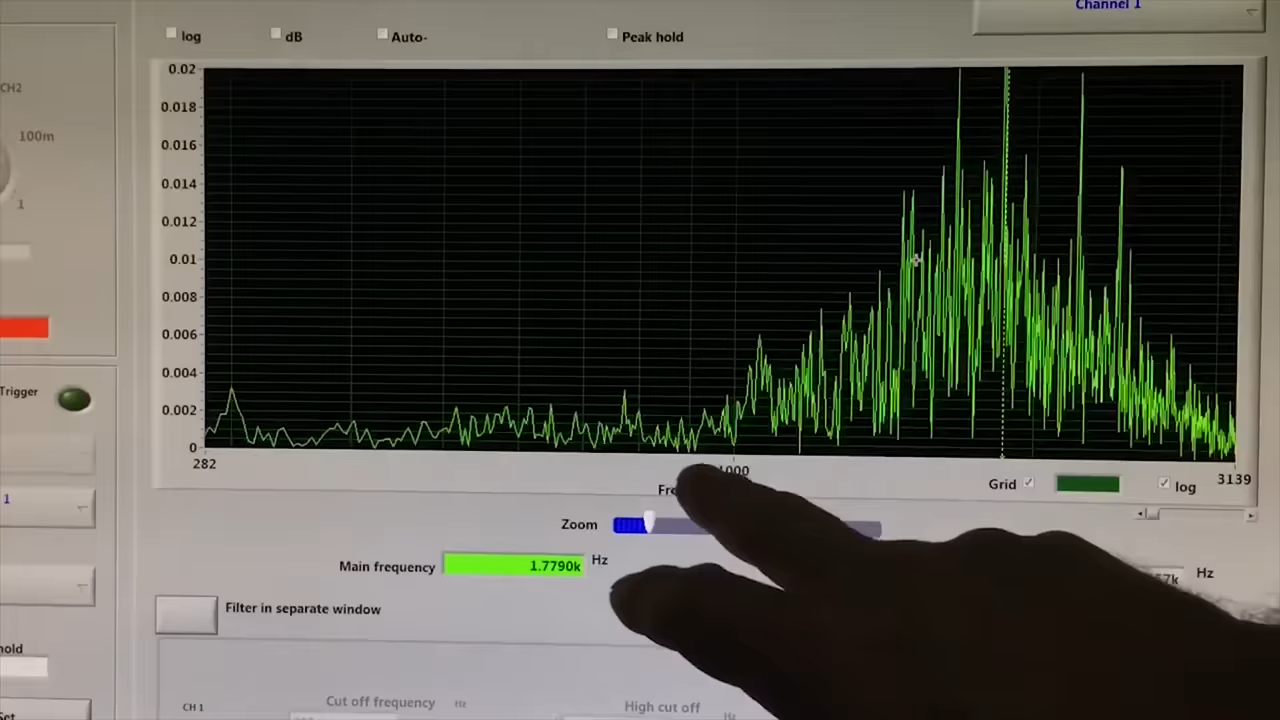 Channel 1
log
dB
Auto-
Peak hold
0.02
CH2
0.018
100m
0.016
0.014
1
0.012
0.01
0.008
0.006
0.004
Trigger
0.002
0
282
1000
3139
Grid
log
1
Zoom
Main frequency
1.7790k
Hz
Hz
Filter in separate window
Cut off frequency
Hz
CH 1
High cut off
Hz